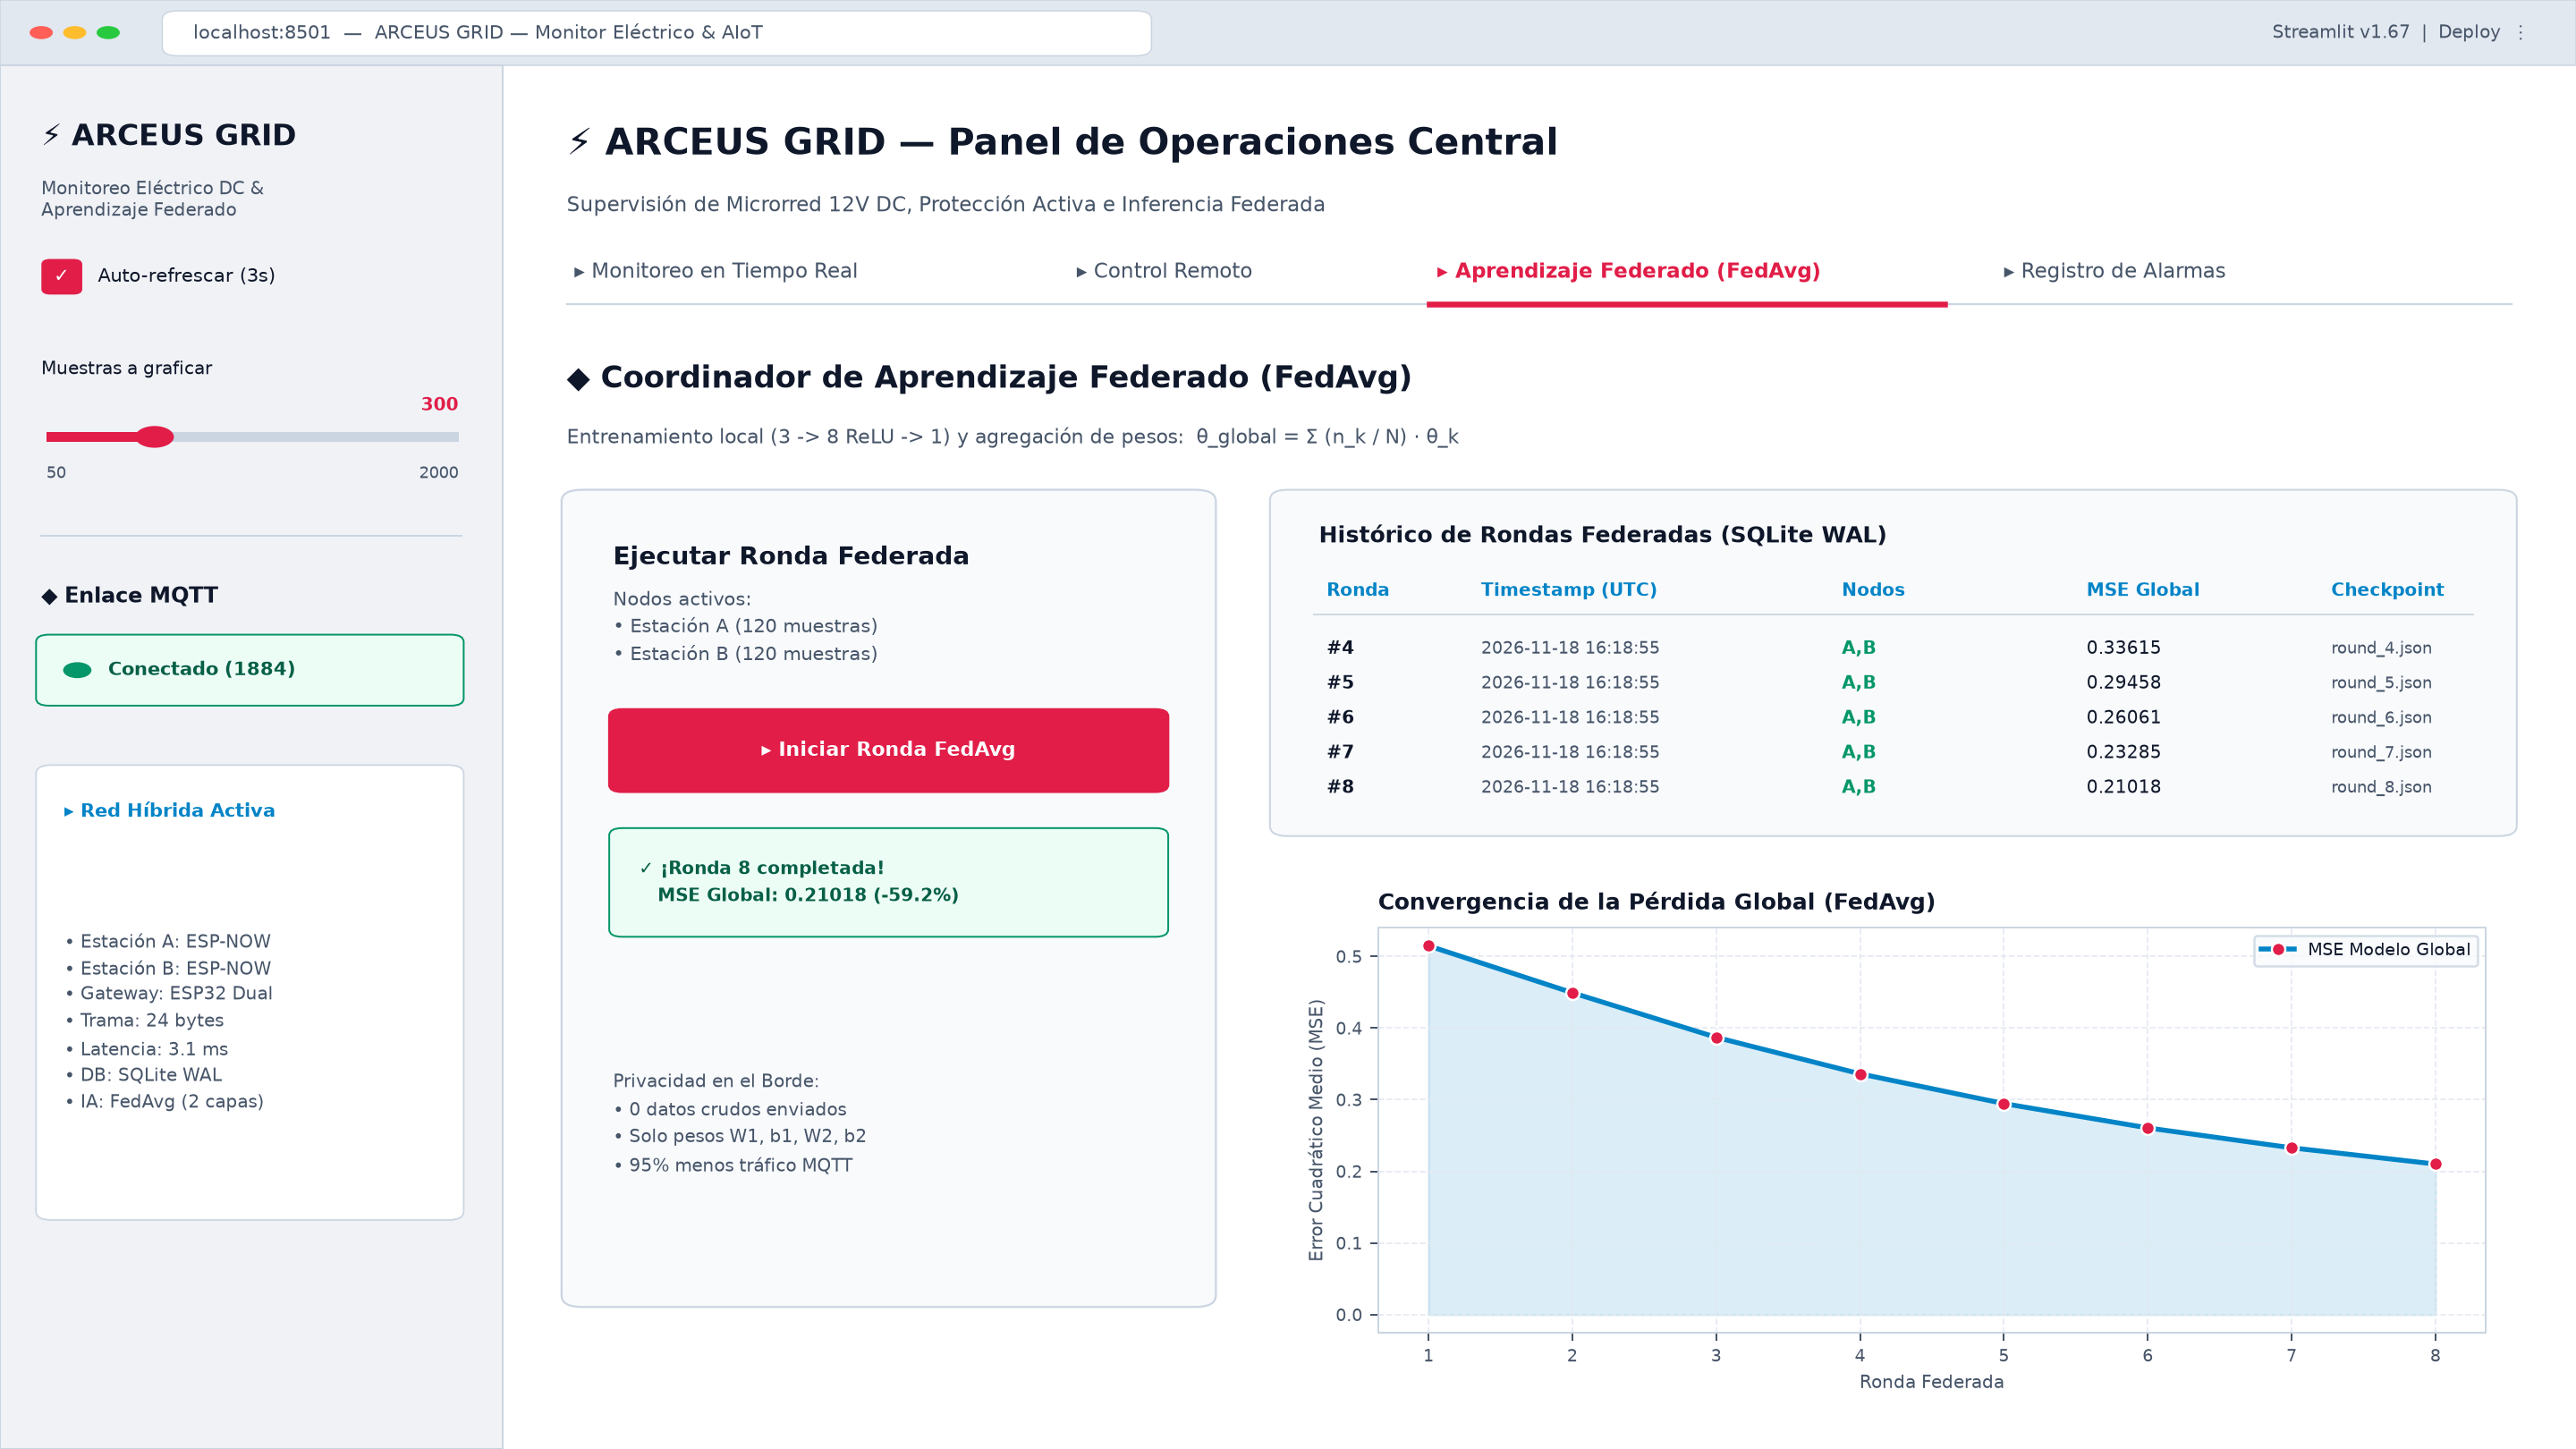 localhost:8501 — ARCEUS GRID — Monitor Eléctrico & AIoT
Streamlit v1.67 | Deploy ⋮
⚡ ARCEUS GRID
Monitoreo Eléctrico DC &
Aprendizaje Federado
✓ Auto-refrescar (3s)
Muestras a graficar
300
50 2000
◆ Enlace MQTT
Conectado (1884)
▸ Red Híbrida Activa
• Estación A: ESP-NOW
• Estación B: ESP-NOW
• Gateway: ESP32 Dual
• Trama: 24 bytes
• Latencia: 3.1 ms
• DB: SQLite WAL
• IA: FedAvg (2 capas)
⚡ ARCEUS GRID — Panel de Operaciones Central
Supervisión de Microrred 12V DC, Protección Activa e Inferencia Federada
▸ Monitoreo en Tiempo Real ▸ Control Remoto ▸ Aprendizaje Federado (FedAvg) ▸ Registro de Alarmas
◆ Coordinador de Aprendizaje Federado (FedAvg)
Entrenamiento local (3 -> 8 ReLU -> 1) y agregación de pesos: θ_global = Σ (n_k / N) · θ_k
Ejecutar Ronda Federada
Nodos activos:
• Estación A (120 muestras)
• Estación B (120 muestras)
▸ Iniciar Ronda FedAvg
✓ ¡Ronda 8 completada!
MSE Global: 0.21018 (-59.2%)
Privacidad en el Borde:
• 0 datos crudos enviados
• Solo pesos W1, b1, W2, b2
• 95% menos tráfico MQTT
Histórico de Rondas Federadas (SQLite WAL)
Ronda Timestamp (UTC) Nodos MSE Global Checkpoint
#4 2026-11-18 16:18:55 A,B 0.33615 round_4.json
#5 2026-11-18 16:18:55 A,B 0.29458 round_5.json
#6 2026-11-18 16:18:55 A,B 0.26061 round_6.json
#7 2026-11-18 16:18:55 A,B 0.23285 round_7.json
#8 2026-11-18 16:18:55 A,B 0.21018 round_8.json
Convergencia de la Pérdida Global (FedAvg)
MSE Modelo Global
Error Cuadrático Medio (MSE)
0.5
0.4
0.3
0.2
0.1
0.0
1 2 3 4 5 6 7 8
Ronda Federada